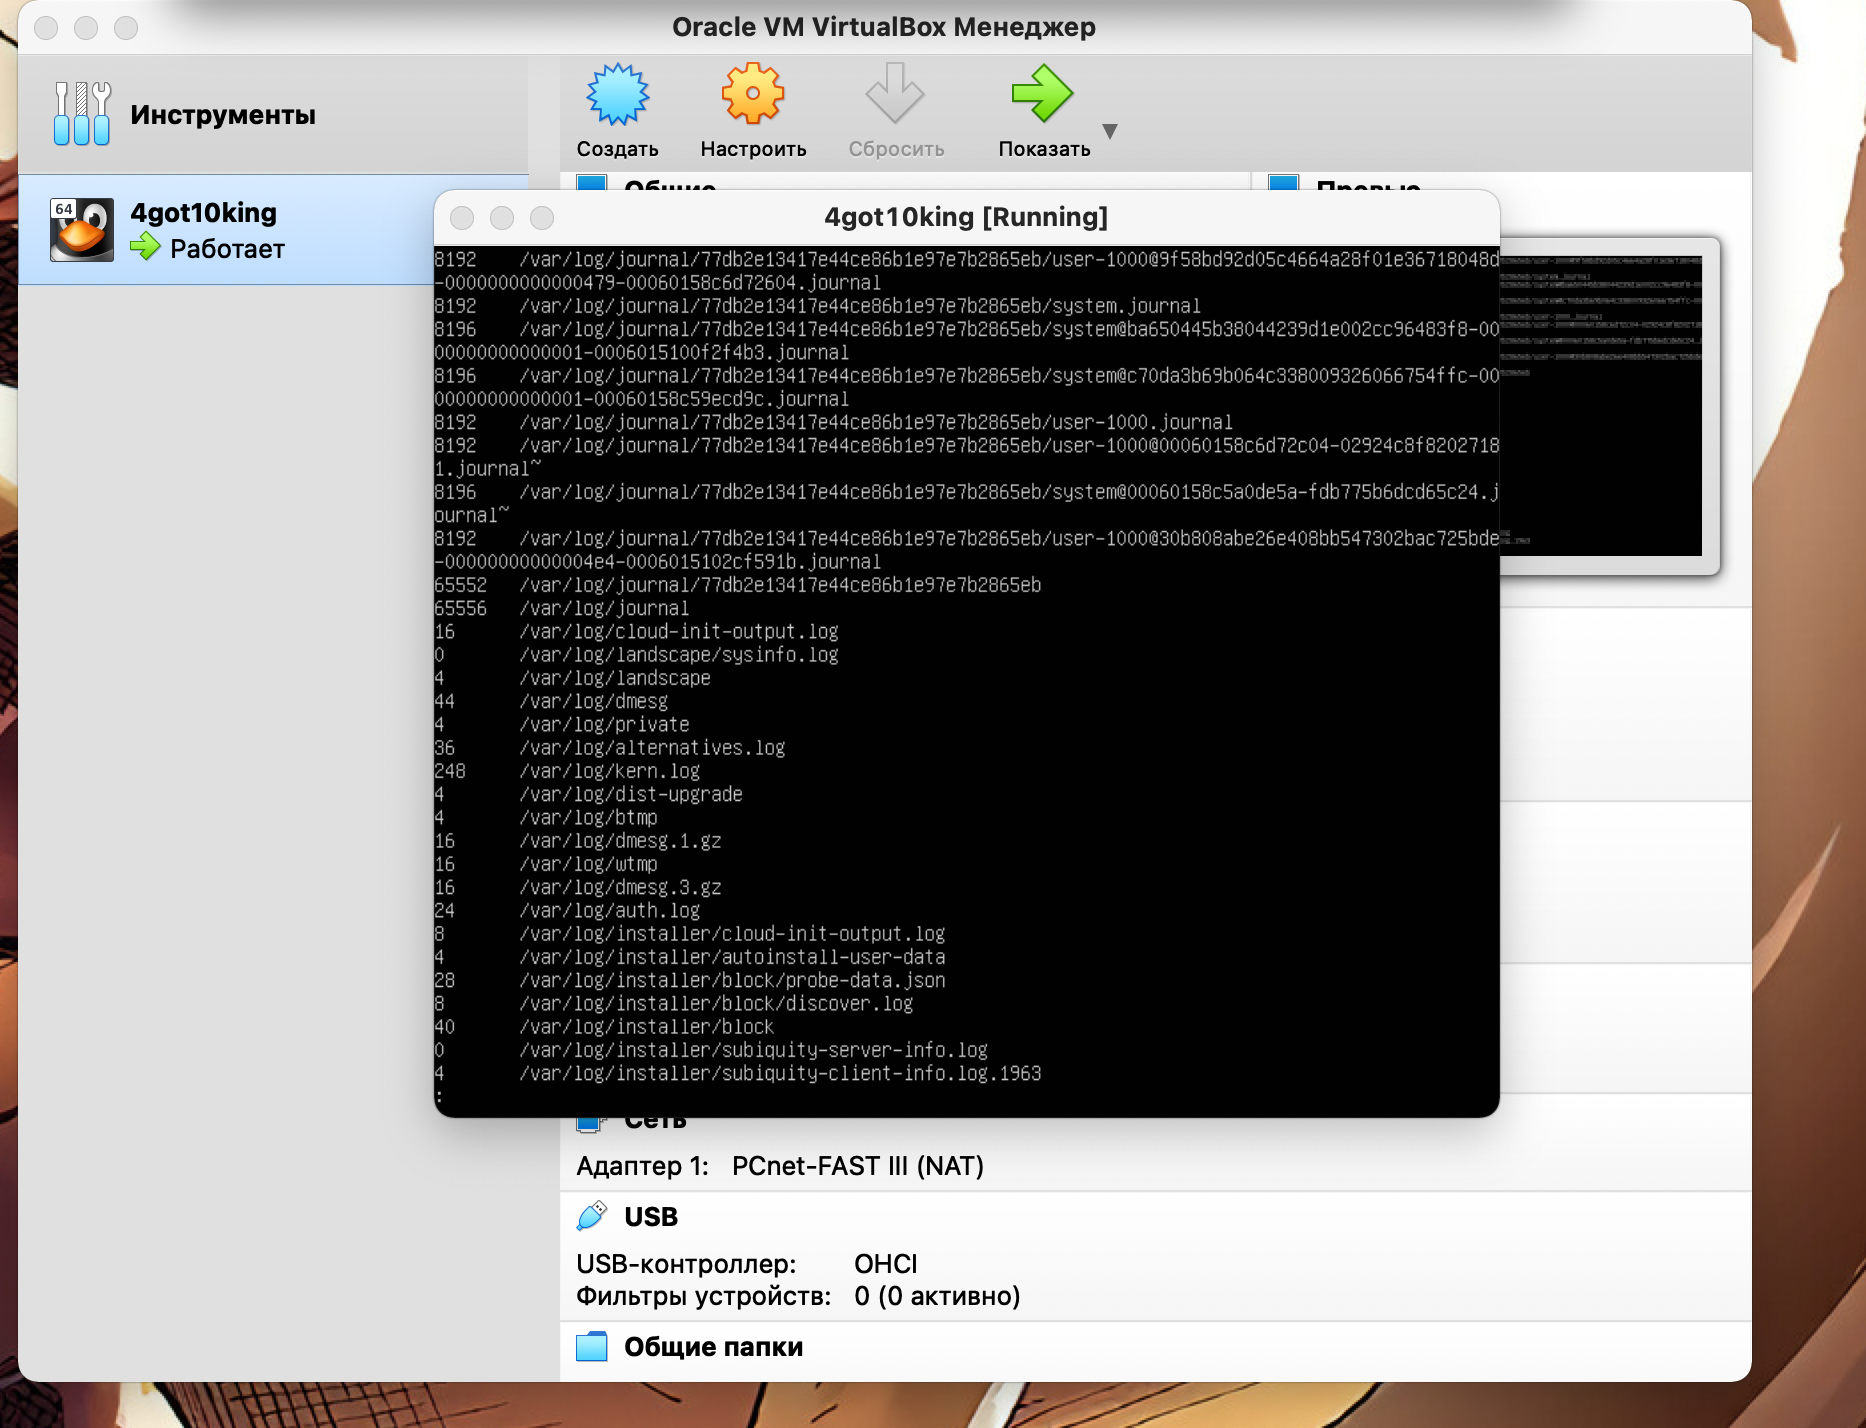 Oracle VM VirtualBox Менеджер
Инструменты
Создать
Настроить
Сбросить
Показать
64
4got10king
Работает
Общие
Превью
4got10king [Running]
8192    /var/log/journal/77db2e13417e44ce86b1e97e7b2865eb/user-1000@9f58bd92d05c4664a28f01e36718048d
-0000000000000479-00060158c6d72604.journal
8192    /var/log/journal/77db2e13417e44ce86b1e97e7b2865eb/system.journal
8196    /var/log/journal/77db2e13417e44ce86b1e97e7b2865eb/system@ba650445b38044239d1e002cc96483f8-00
00000000000001-0006015100f2f4b3.journal
8196    /var/log/journal/77db2e13417e44ce86b1e97e7b2865eb/system@c70da3b69b064c338009326066754ffc-00
00000000000001-00060158c59ecd9c.journal
8192    /var/log/journal/77db2e13417e44ce86b1e97e7b2865eb/user-1000.journal
8192    /var/log/journal/77db2e13417e44ce86b1e97e7b2865eb/user-1000@00060158c6d72c04-02924c8f8202718
1.journal~
8196    /var/log/journal/77db2e13417e44ce86b1e97e7b2865eb/system@00060158c5a0de5a-fdb775b6dcd65c24.j
ournal~
8192    /var/log/journal/77db2e13417e44ce86b1e97e7b2865eb/user-1000@30b808abe26e408bb547302bac725bde
-00000000000004e4-0006015102cf591b.journal
65552   /var/log/journal/77db2e13417e44ce86b1e97e7b2865eb
65556   /var/log/journal
16      /var/log/cloud-init-output.log
0       /var/log/landscape/sysinfo.log
4       /var/log/landscape
44      /var/log/dmesg
4       /var/log/private
36      /var/log/alternatives.log
248     /var/log/kern.log
4       /var/log/dist-upgrade
4       /var/log/btmp
16      /var/log/dmesg.1.gz
16      /var/log/wtmp
16      /var/log/dmesg.3.gz
24      /var/log/auth.log
8       /var/log/installer/cloud-init-output.log
4       /var/log/installer/autoinstall-user-data
28      /var/log/installer/block/probe-data.json
8       /var/log/installer/block/discover.log
40      /var/log/installer/block
0       /var/log/installer/subiquity-server-info.log
4       /var/log/installer/subiquity-client-info.log.1963
:
Сеть
Адаптер 1: PCnet-FAST III (NAT)
USB
USB-контроллер: OHCI
Фильтры устройств: 0 (0 активно)
Общие папки